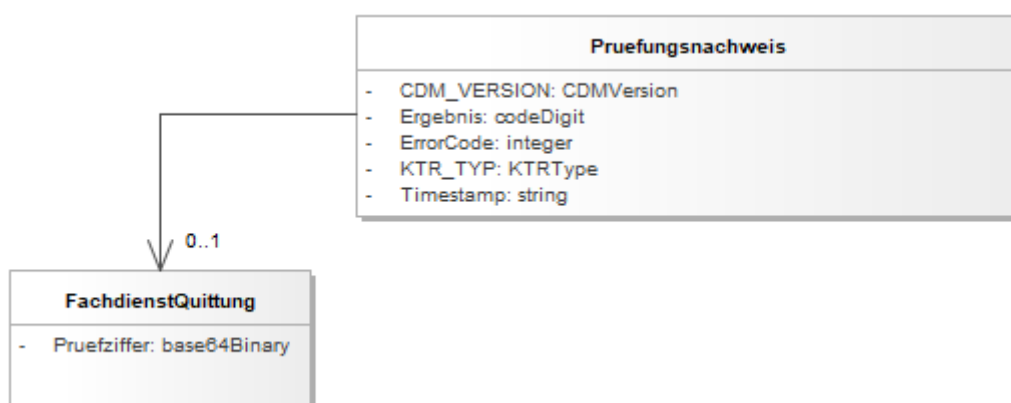 Pruefungsnachweis
- CDM_VERSION: CDMVersion
- Ergebnis: codeDigit
- ErrorCode: integer
- KTR_TYP: KTRType
- Timestamp: string
0..1
FachdienstQuittung
- Pruefziffer: base64Binary